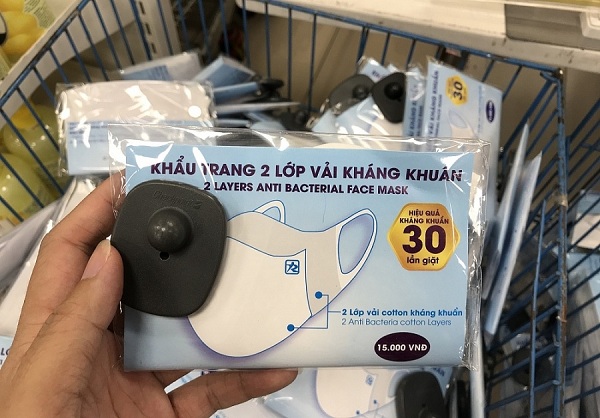 KHẨU TRANG 2 LỚP VẢI KHÁNG KHUẨN
2 LAYERS ANTI BACTERIAL FACE MASK
HIỆU QUẢ
KHÁNG KHUẨN
30
lần giặt
2 Lớp vải cotton kháng khuẩn
2 Anti Bacteria cotton Layers
15.000 VNĐ
30